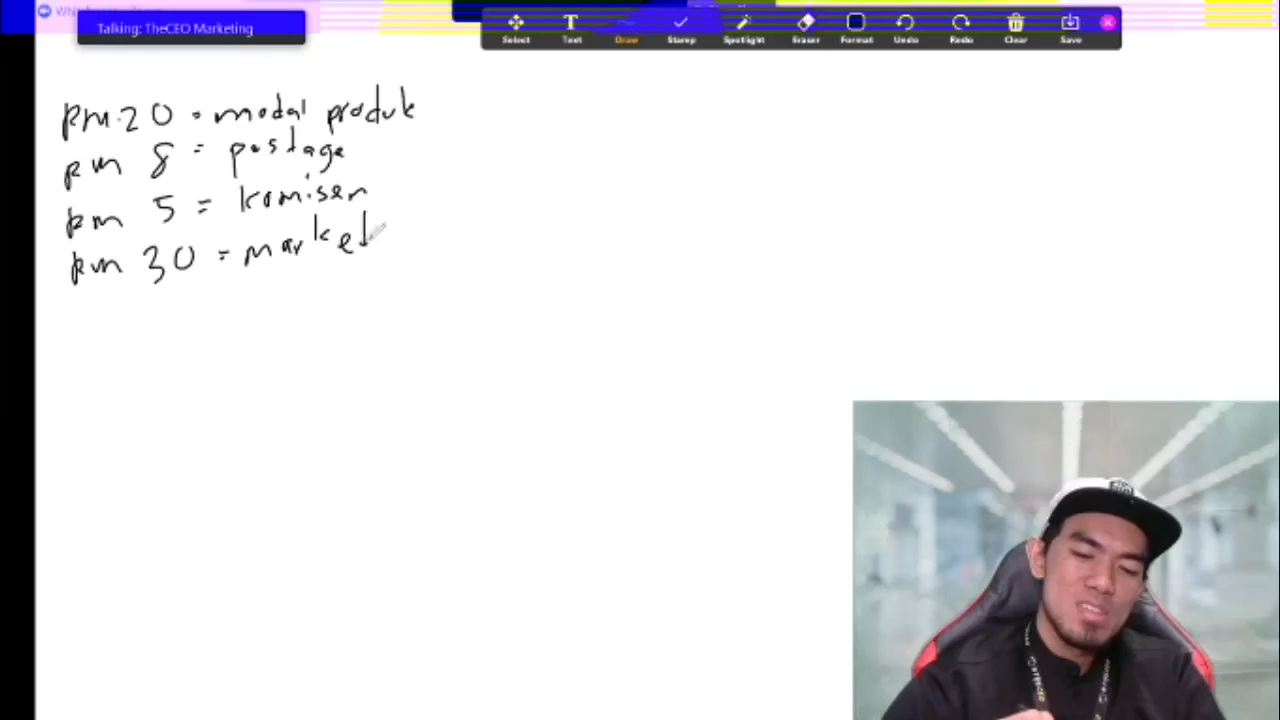 Talking: TheCEO Marketing
Select Text Draw Stamp Spotlight Eraser Format Undo Redo Clear Save
RM 20 = modal produk
RM 8 = postage
RM 5 = komisen
RM 30 = market